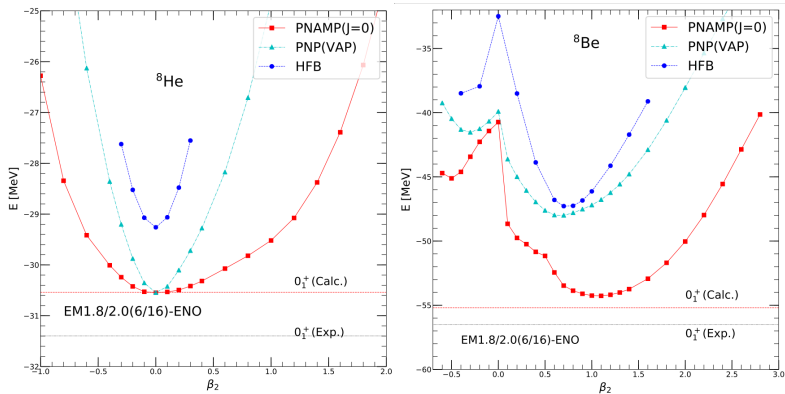 PNAMP(J=0)
PNP(VAP)
HFB
⁸He
0₁⁺(Calc.)
EM1.8/2.0(6/16)-ENO
0₁⁺(Exp.)
E [MeV]
−25
−26
−27
−28
−29
−30
−31
−32
−1.0 −0.5 0.0 0.5 1.0 1.5 2.0
β₂
PNAMP(J=0)
PNP(VAP)
HFB
⁸Be
0₁⁺(Calc.)
0₁⁺(Exp.)
EM1.8/2.0(6/16)-ENO
E [MeV]
−35
−40
−45
−50
−55
−60
−0.5 0.0 0.5 1.0 1.5 2.0 2.5 3.0
β₂